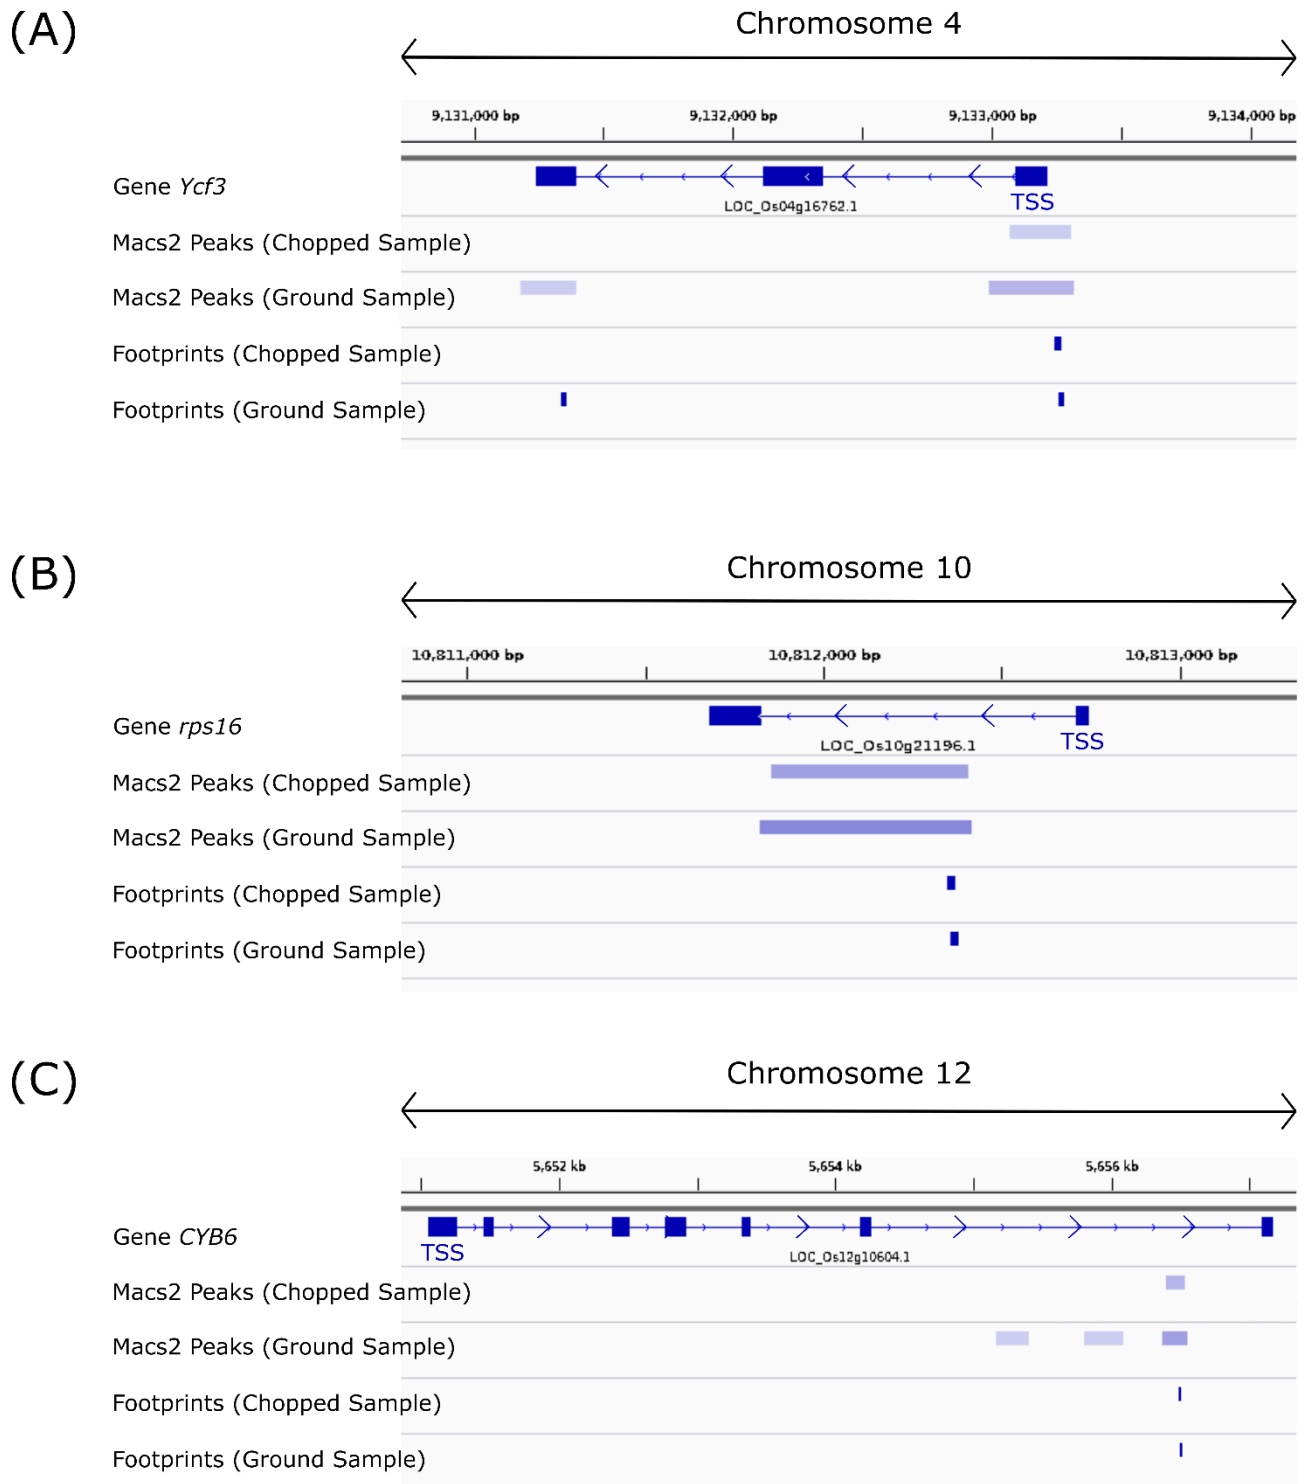 (A)
Chromosome 4
9,131,000 bp 9,132,000 bp 9,133,000 bp 9,134,000 bp
Gene Ycf3
LOC_Os04g16762.1
TSS
Macs2 Peaks (Chopped Sample)
Macs2 Peaks (Ground Sample)
Footprints (Chopped Sample)
Footprints (Ground Sample)
(B)
Chromosome 10
10,811,000 bp 10,812,000 bp 10,813,000 bp
Gene rps16
LOC_Os10g21196.1
TSS
Macs2 Peaks (Chopped Sample)
Macs2 Peaks (Ground Sample)
Footprints (Chopped Sample)
Footprints (Ground Sample)
(C)
Chromosome 12
5,652 kb 5,654 kb 5,656 kb
Gene CYB6
TSS
LOC_Os12g10604.1
Macs2 Peaks (Chopped Sample)
Macs2 Peaks (Ground Sample)
Footprints (Chopped Sample)
Footprints (Ground Sample)